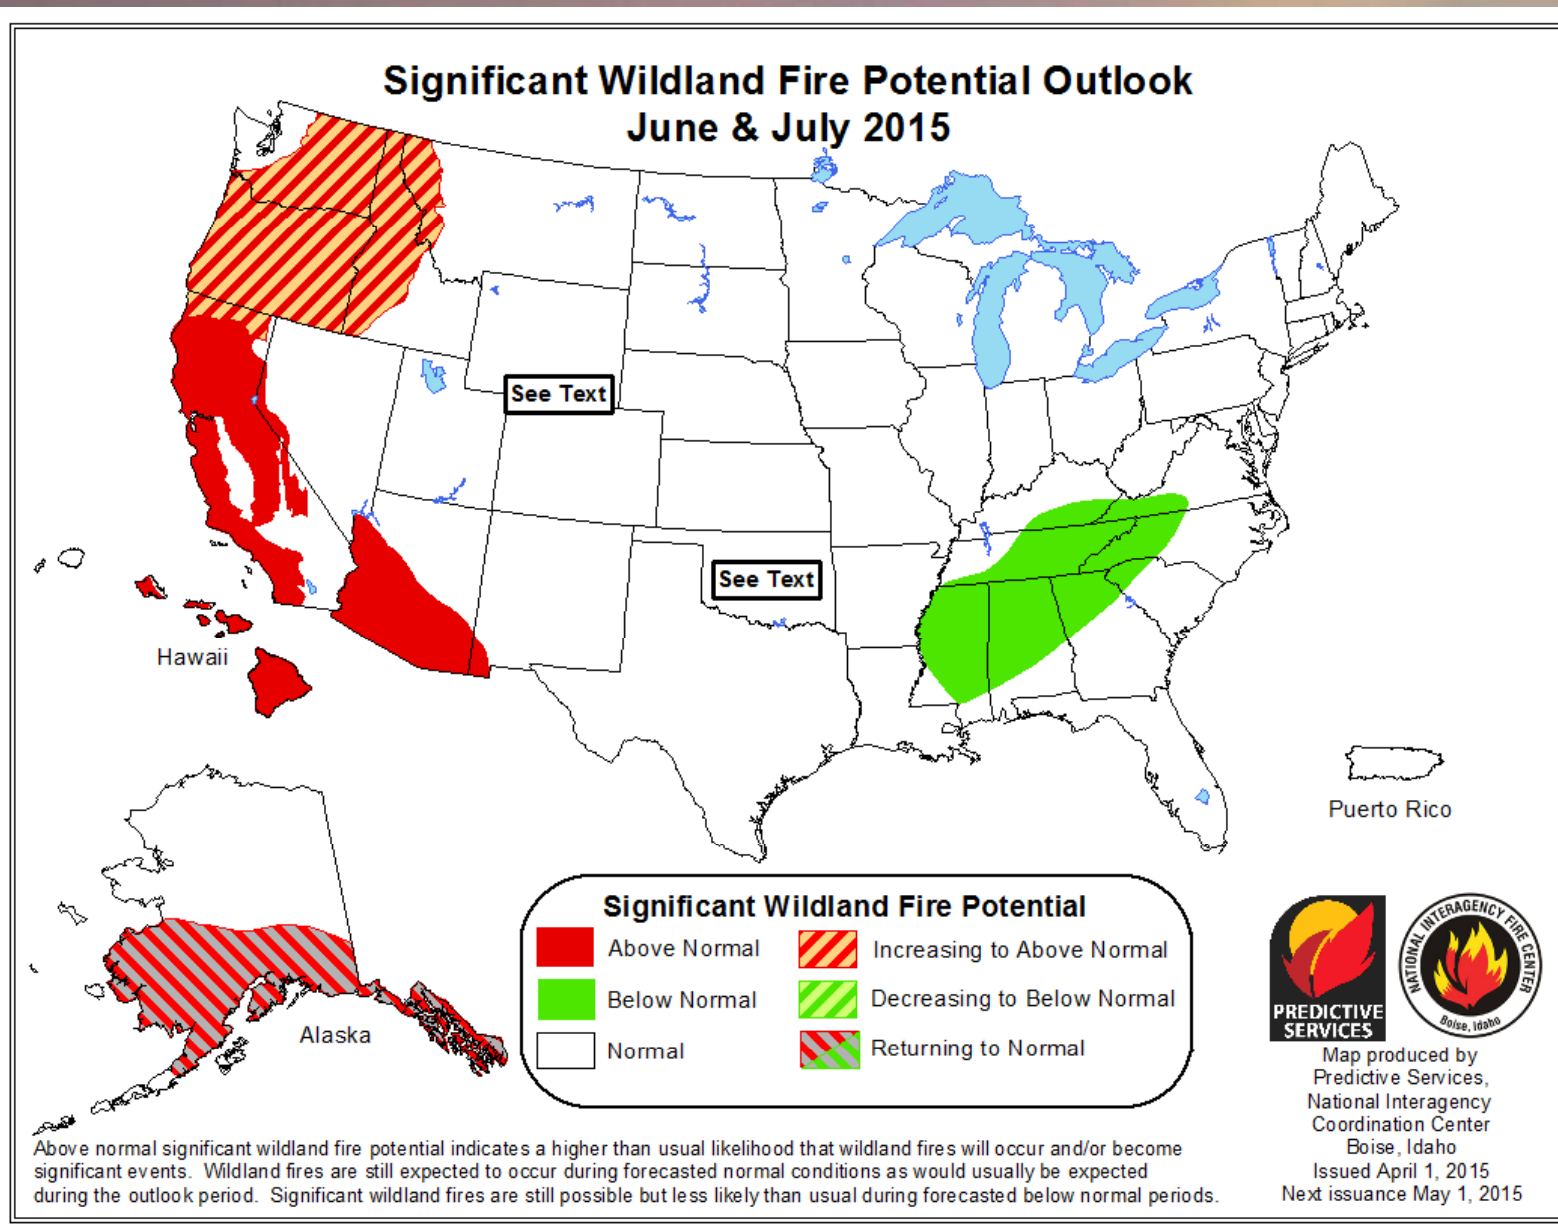 Significant Wildland Fire Potential Outlook
June & July 2015
See Text
See Text
Hawaii
Puerto Rico
Alaska
Significant Wildland Fire Potential
Above Normal
Increasing to Above Normal
Below Normal
Decreasing to Below Normal
Normal
Returning to Normal
PREDICTIVE
SERVICES
NATIONAL INTERAGENCY FIRE CENTER
Boise, Idaho
Map produced by
Predictive Services,
National Interagency
Coordination Center
Boise, Idaho
Issued April 1, 2015
Next issuance May 1, 2015
Above normal significant wildland fire potential indicates a higher than usual likelihood that wildland fires will occur and/or become
significant events.  Wildland fires are still expected to occur during forecasted normal conditions as would usually be expected
during the outlook period.  Significant wildland fires are still possible but less likely than usual during forecasted below normal periods.